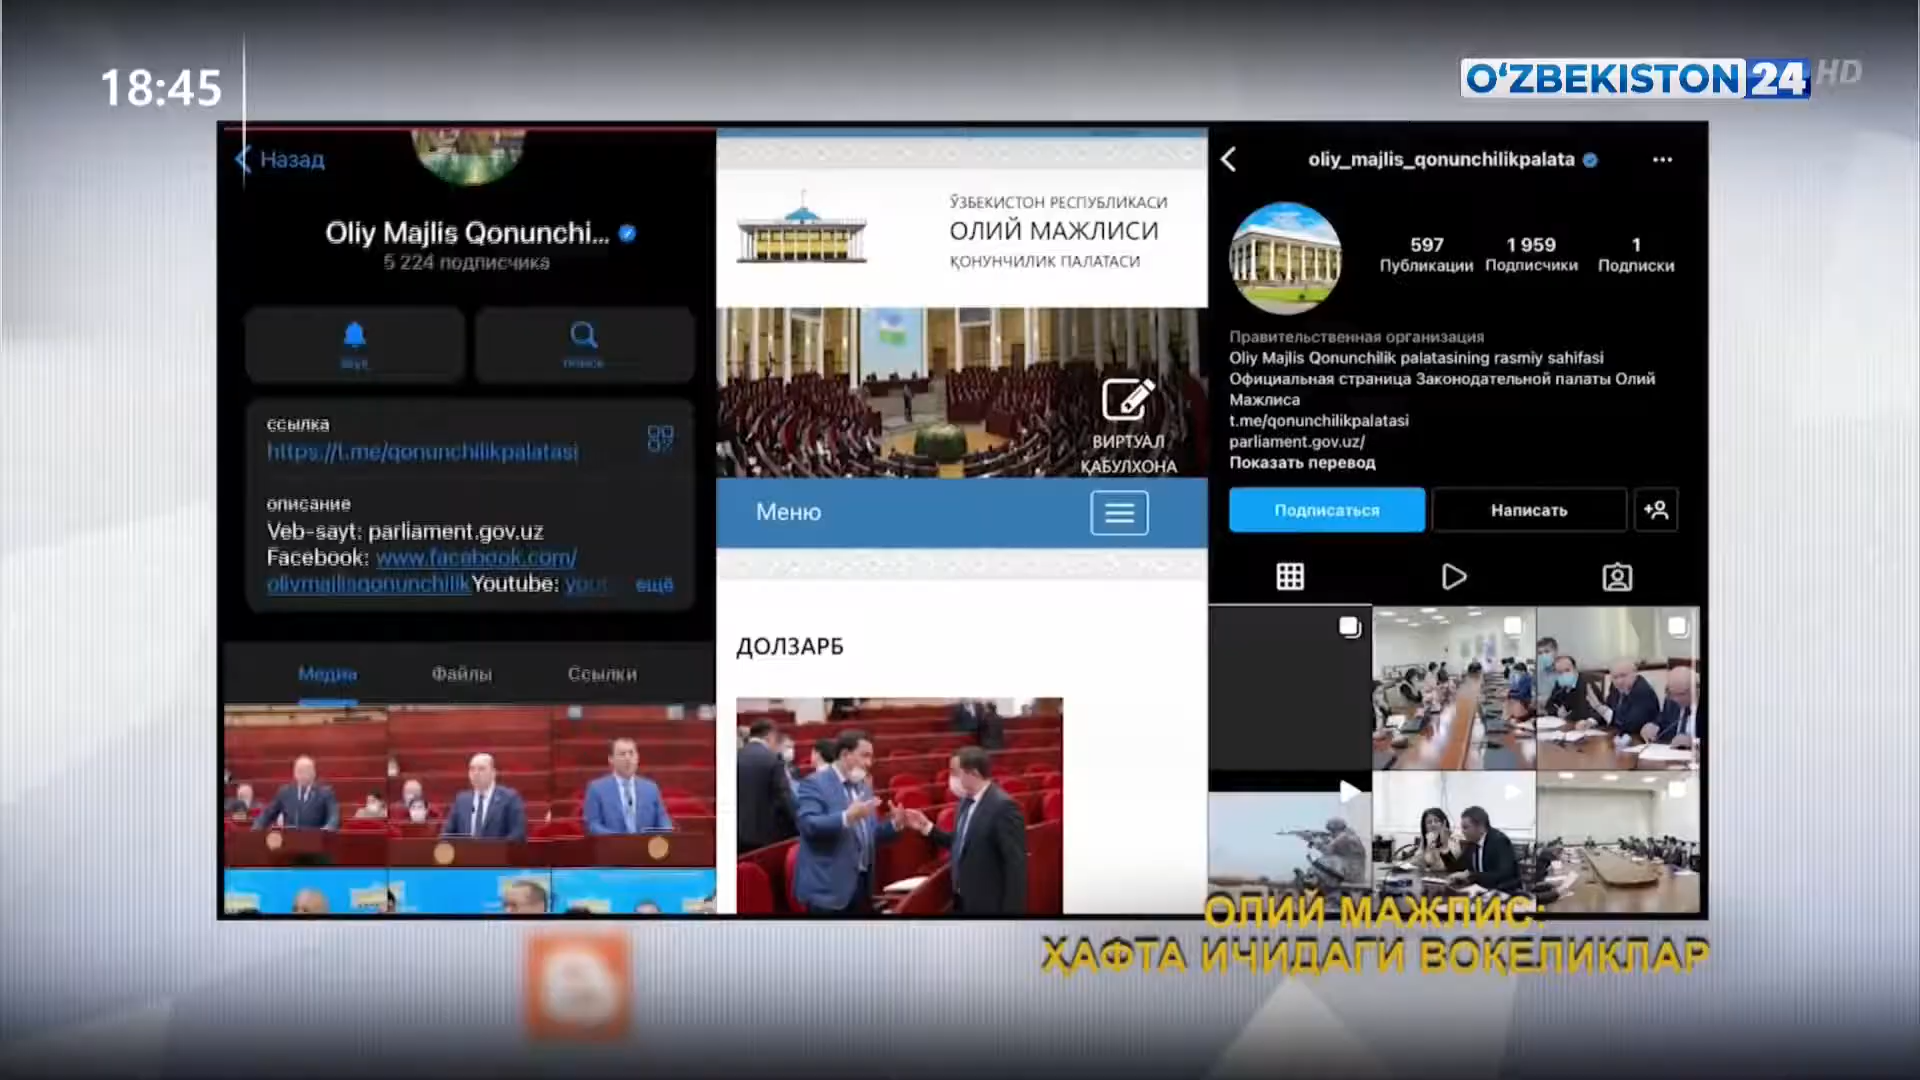 18:45
O‘ZBEKISTON 24 HD
Назад
Oliy Majlis Qonunchi...
5 224 подписчика
звук
поиск
ссылка
https://t.me/qonunchilikpalatasi
описание
Veb-sayt: parliament.gov.uz
Facebook: www.facebook.com/
oliymajlisqonunchilikYoutube: yout
ещё
Медиа Файлы Ссылки
ЎЗБЕКИСТОН РЕСПУБЛИКАСИ
ОЛИЙ МАЖЛИСИ
ҚОНУНЧИЛИК ПАЛАТАСИ
ВИРТУАЛ
ҚАБУЛХОНА
Меню
ДОЛЗАРБ
oliy_majlis_qonunchilikpalata
597 1 959 1
Публикации Подписчики Подписки
Правительственная организация
Oliy Majlis Qonunchilik palatasining rasmiy sahifasi
Официальная страница Законодательной палаты Олий
Мажлиса
t.me/qonunchilikpalatasi
parliament.gov.uz/
Показать перевод
Подписаться Написать
ОЛИЙ МАЖЛИС:
ҲАФТА ИЧИДАГИ ВОҚЕЛИКЛАР